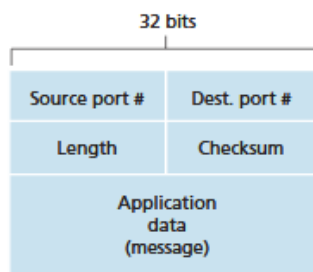 32 bits
Source port #
Dest. port #
Length
Checksum
Application
data
(message)